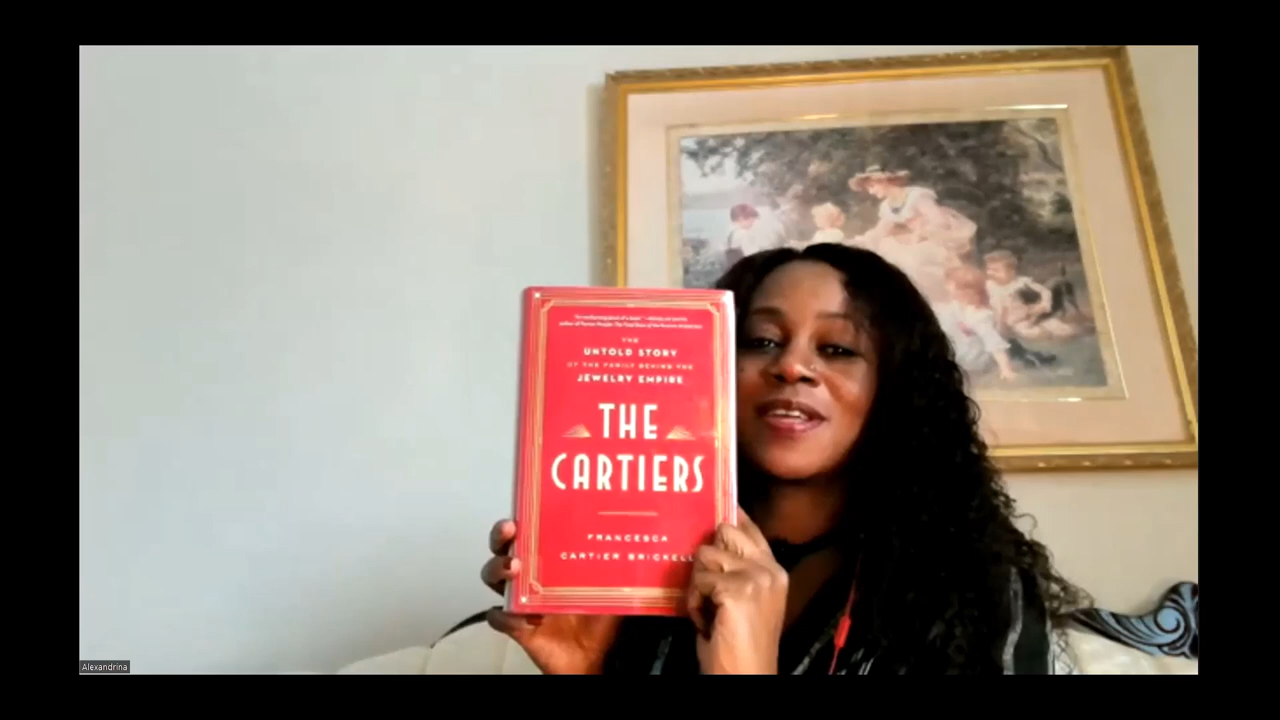 THE
UNTOLD STORY
OF THE FAMILY BEHIND THE
JEWELRY EMPIRE
THE
CARTIERS
FRANCESCA
CARTIER BRICKELL
Alexandrina